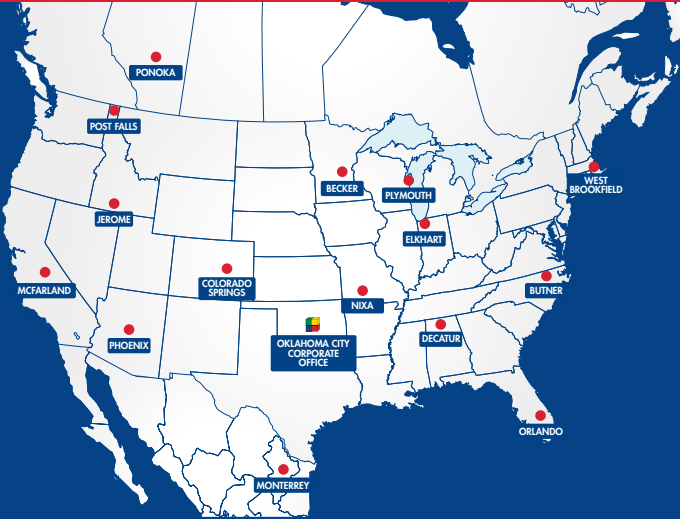 PONOKA
POST FALLS
BECKER
PLYMOUTH
WEST
BROOKFIELD
JEROME
ELKHART
MCFARLAND
COLORADO
SPRINGS
BUTNER
NIXA
PHOENIX
OKLAHOMA CITY
CORPORATE
OFFICE
DECATUR
ORLANDO
MONTERREY